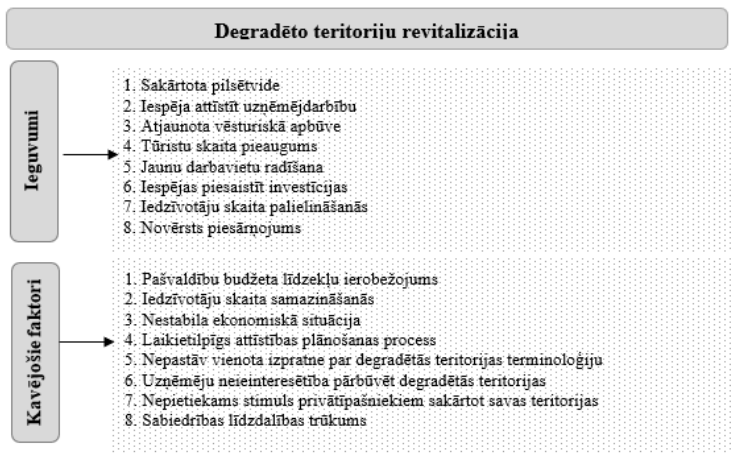 Degradēto teritoriju revitalizācija
Ieguvumi
1. Sakārtota pilsētvide
2. Iespēja attīstīt uzņēmējdarbību
3. Atjaunota vēsturiskā apbūve
4. Tūristu skaita pieaugums
5. Jaunu darbavietu radīšana
6. Iespējas piesaistīt investīcijas
7. Iedzīvotāju skaita palielināšanās
8. Novērsts piesārņojums
Kavējošie faktori
1. Pašvaldību budžeta līdzekļu ierobežojums
2. Iedzīvotāju skaita samazināšanās
3. Nestabila ekonomiskā situācija
4. Laikietilpīgs attīstības plānošanas process
5. Nepastāv vienota izpratne par degradētās teritorijas terminoloģiju
6. Uzņēmēju neieinteresētība pārbūvēt degradētās teritorijas
7. Nepietiekams stimuls privātīpašniekiem sakārtot savas teritorijas
8. Sabiedrības līdzdalības trūkums